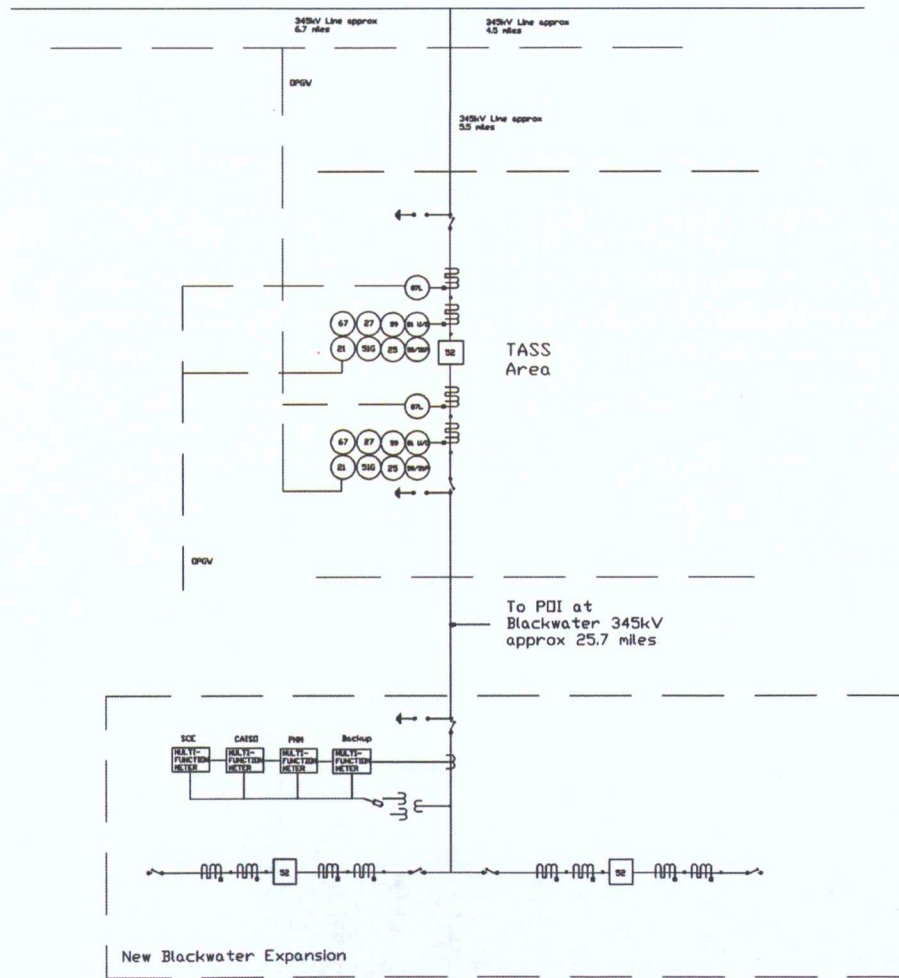 345kV Line approx
6.7 miles
345kV Line approx
4.5 miles
OPGW
345kV Line approx
5.5 miles
87L
67 27 59 81 U/O
21 51G 25
52
TASS
Area
87L
67 27 59 81 U/O
21 51G 25
OPGW
To POI at
Blackwater 345kV
approx 25.7 miles
SCE CAISO PNM Backup
MULTI-
FUNCTION
METER
MULTI-
FUNCTION
METER
MULTI-
FUNCTION
METER
MULTI-
FUNCTION
METER
52
52
New Blackwater Expansion